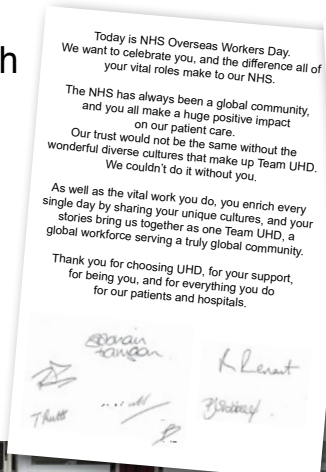 h
Today is NHS Overseas Workers Day.
We want to celebrate you, and the difference all of
your vital roles make to our NHS.
The NHS has always been a global community,
and you all make a huge positive impact
on our patient care.
Our trust would not be the same without the
wonderful diverse cultures that make up Team UHD.
We couldn't do it without you.
As well as the vital work you do, you enrich every
single day by sharing your unique cultures, and your
stories bring us together as one Team UHD, a
global workforce serving a truly global community.
Thank you for choosing UHD, for your support,
for being you, and for everything you do
for our patients and hospitals.